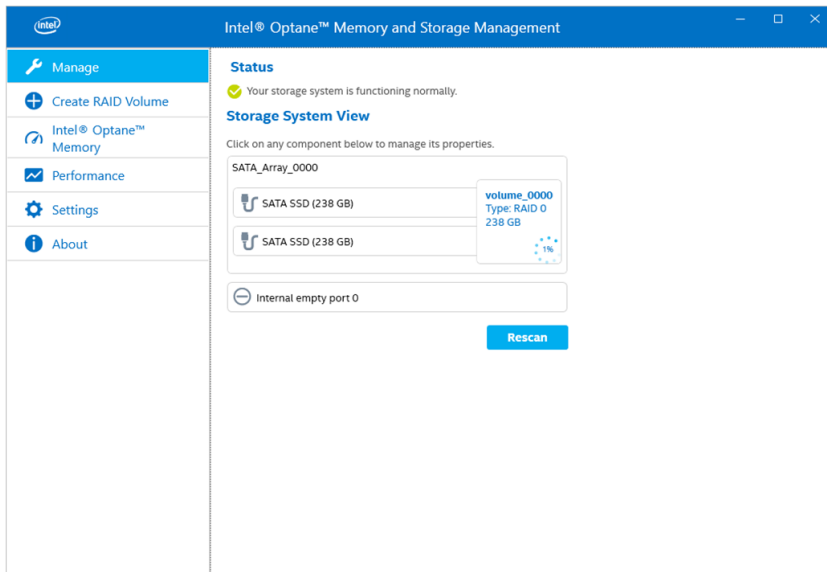 intel
Intel® Optane™ Memory and Storage Management
Manage
Create RAID Volume
Intel® Optane™
Memory
Performance
Settings
About
Status
Your storage system is functioning normally.
Storage System View
Click on any component below to manage its properties.
SATA_Array_0000
SATA SSD (238 GB)
SATA SSD (238 GB)
volume_0000
Type: RAID 0
238 GB
1%
Internal empty port 0
Rescan